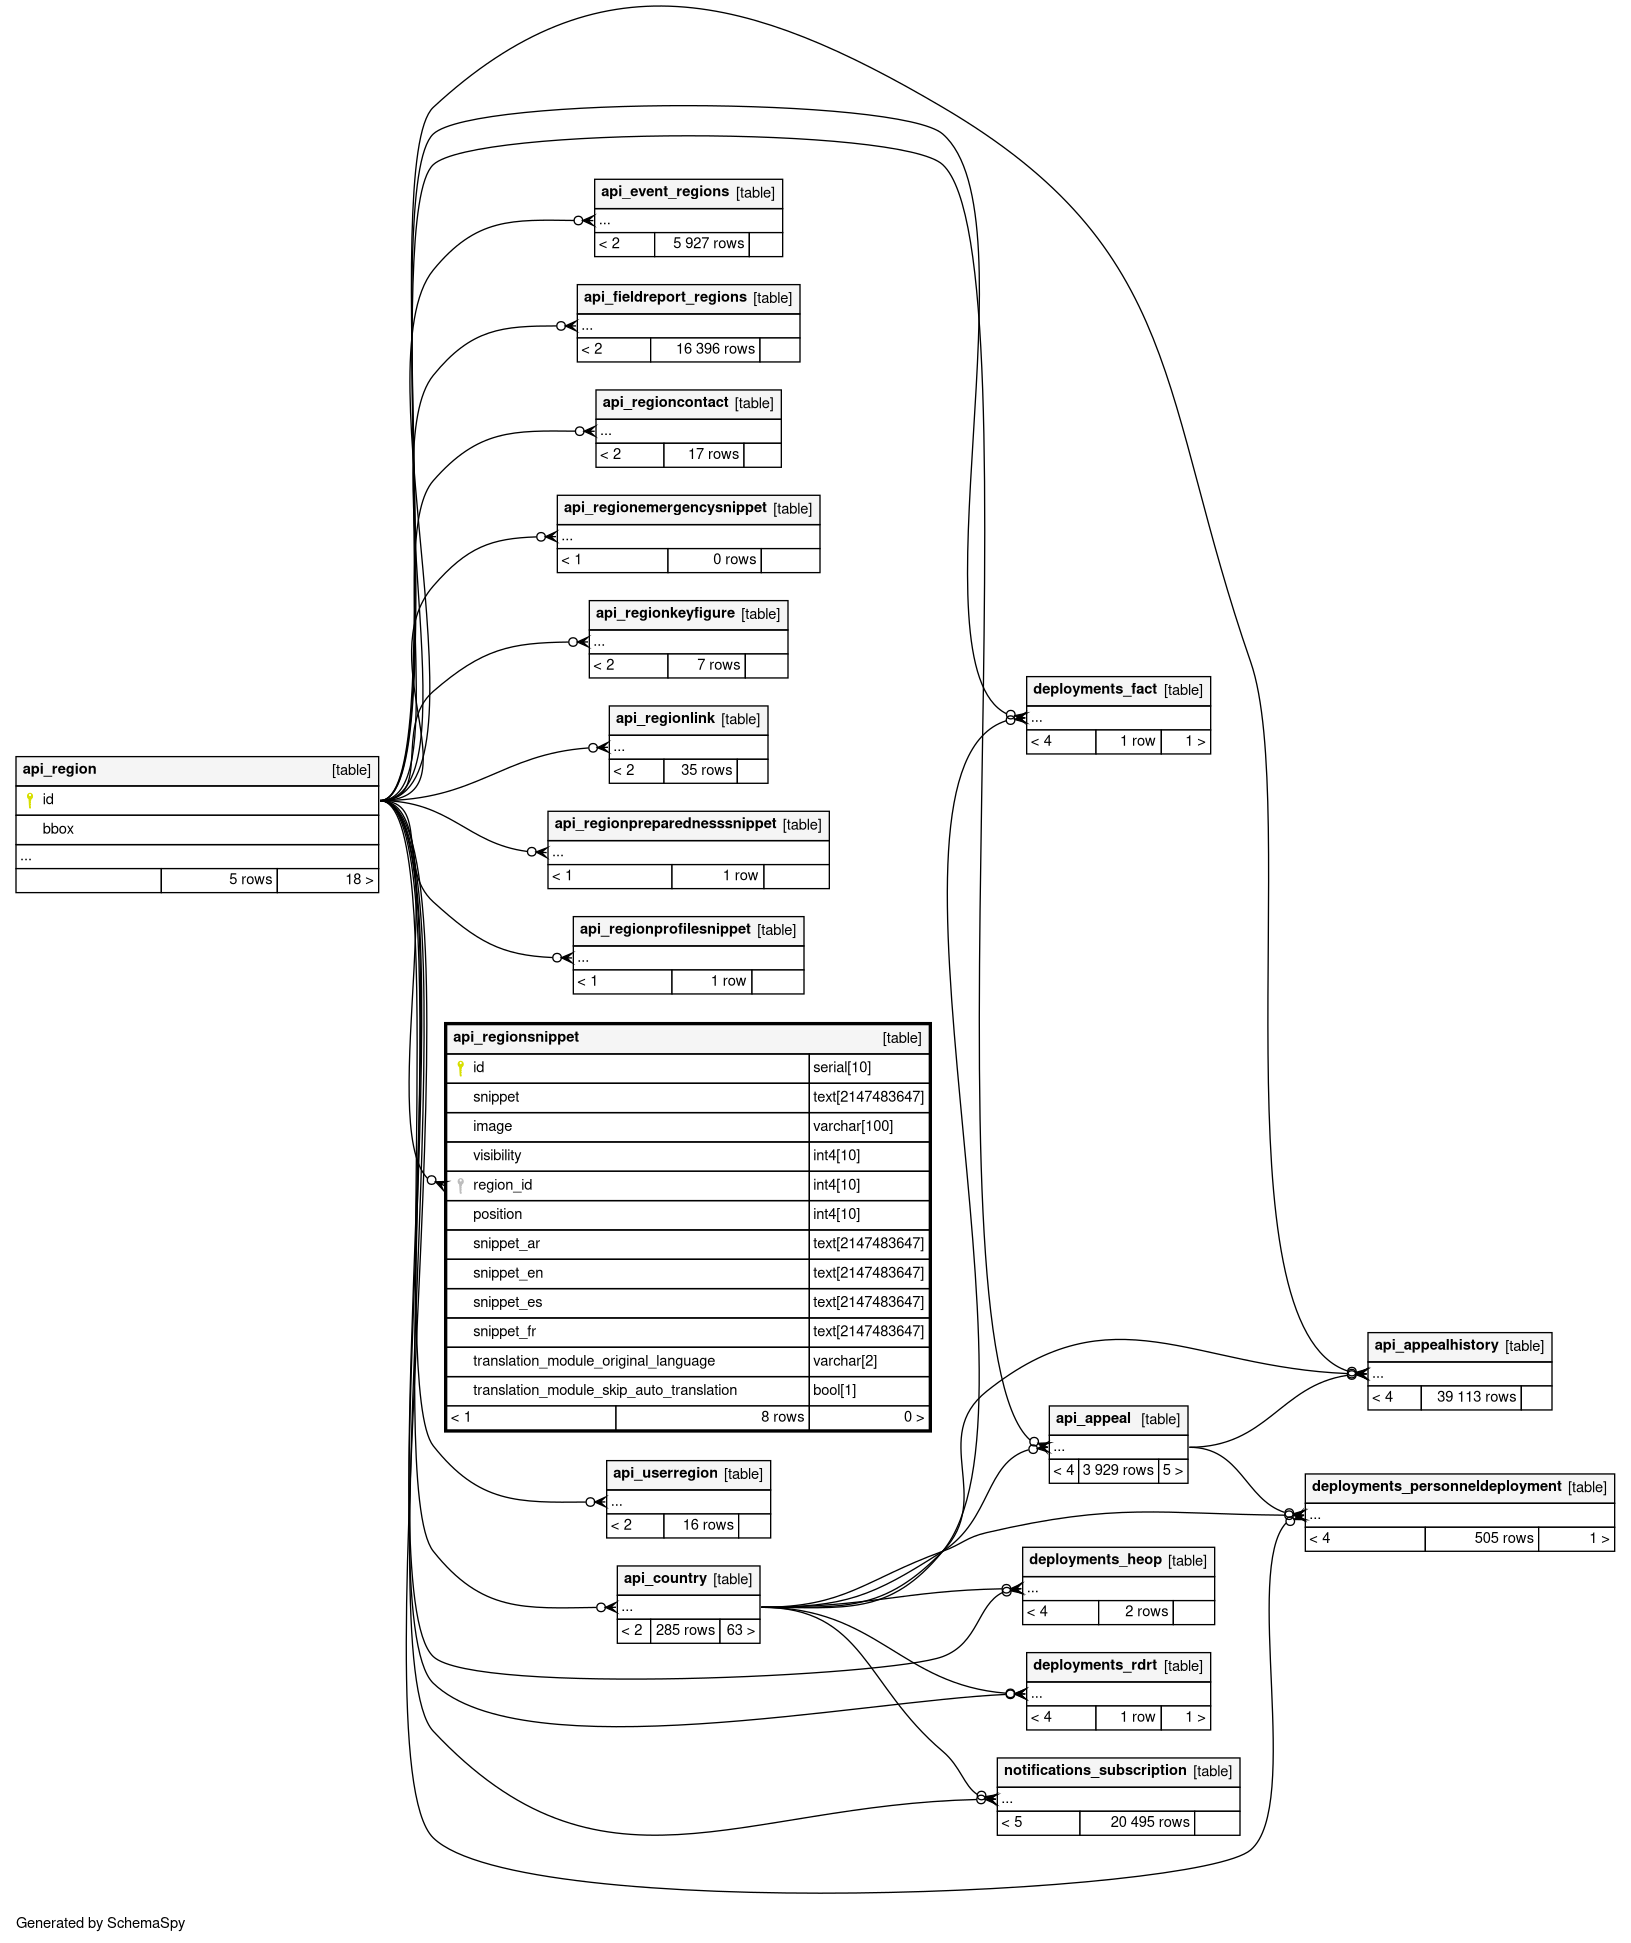 api_event_regions [table]
...
< 2 5 927 rows
api_fieldreport_regions [table]
...
< 2 16 396 rows
api_regioncontact [table]
...
< 2 17 rows
api_regionemergencysnippet [table]
...
< 1 0 rows
api_regionkeyfigure [table]
...
< 2 7 rows
deployments_fact [table]
...
< 4 1 row 1 >
api_regionlink [table]
...
< 2 35 rows
api_region [table]
id
bbox
...
5 rows 18 >
api_regionpreparednesssnippet [table]
...
< 1 1 row
api_regionprofilesnippet [table]
...
< 1 1 row
api_regionsnippet [table]
id serial[10]
snippet text[2147483647]
image varchar[100]
visibility int4[10]
region_id int4[10]
position int4[10]
snippet_ar text[2147483647]
snippet_en text[2147483647]
snippet_es text[2147483647]
snippet_fr text[2147483647]
translation_module_original_language varchar[2]
translation_module_skip_auto_translation bool[1]
< 1 8 rows 0 >
api_appealhistory [table]
...
< 4 39 113 rows
api_appeal [table]
...
< 4 3 929 rows 5 >
api_userregion [table]
...
< 2 16 rows
deployments_personneldeployment [table]
...
< 4 505 rows 1 >
api_country [table]
...
< 2 285 rows 63 >
deployments_heop [table]
...
< 4 2 rows
deployments_rdrt [table]
...
< 4 1 row 1 >
notifications_subscription [table]
...
< 5 20 495 rows
Generated by SchemaSpy